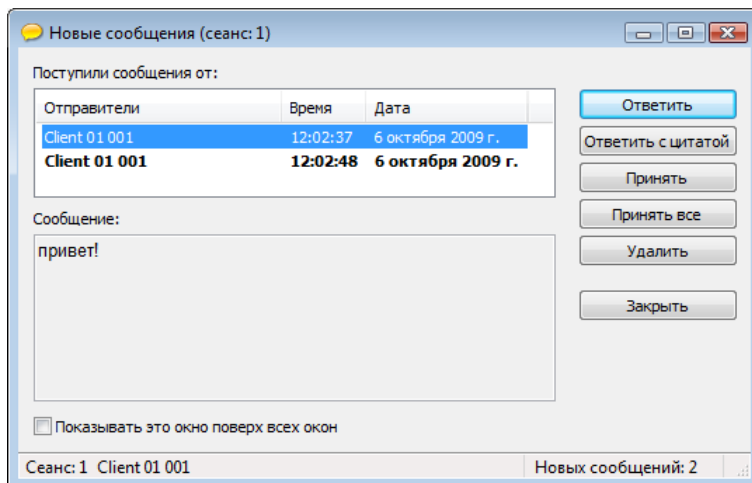 Новые сообщения (сеанс: 1)
Поступили сообщения от:
Отправители Время Дата
Client 01 001 12:02:37 6 октября 2009 г.
Client 01 001 12:02:48 6 октября 2009 г.
Ответить
Ответить с цитатой
Принять
Принять все
Удалить
Закрыть
Сообщение:
привет!
Показывать это окно поверх всех окон
Сеанс: 1 Client 01 001 Новых сообщений: 2